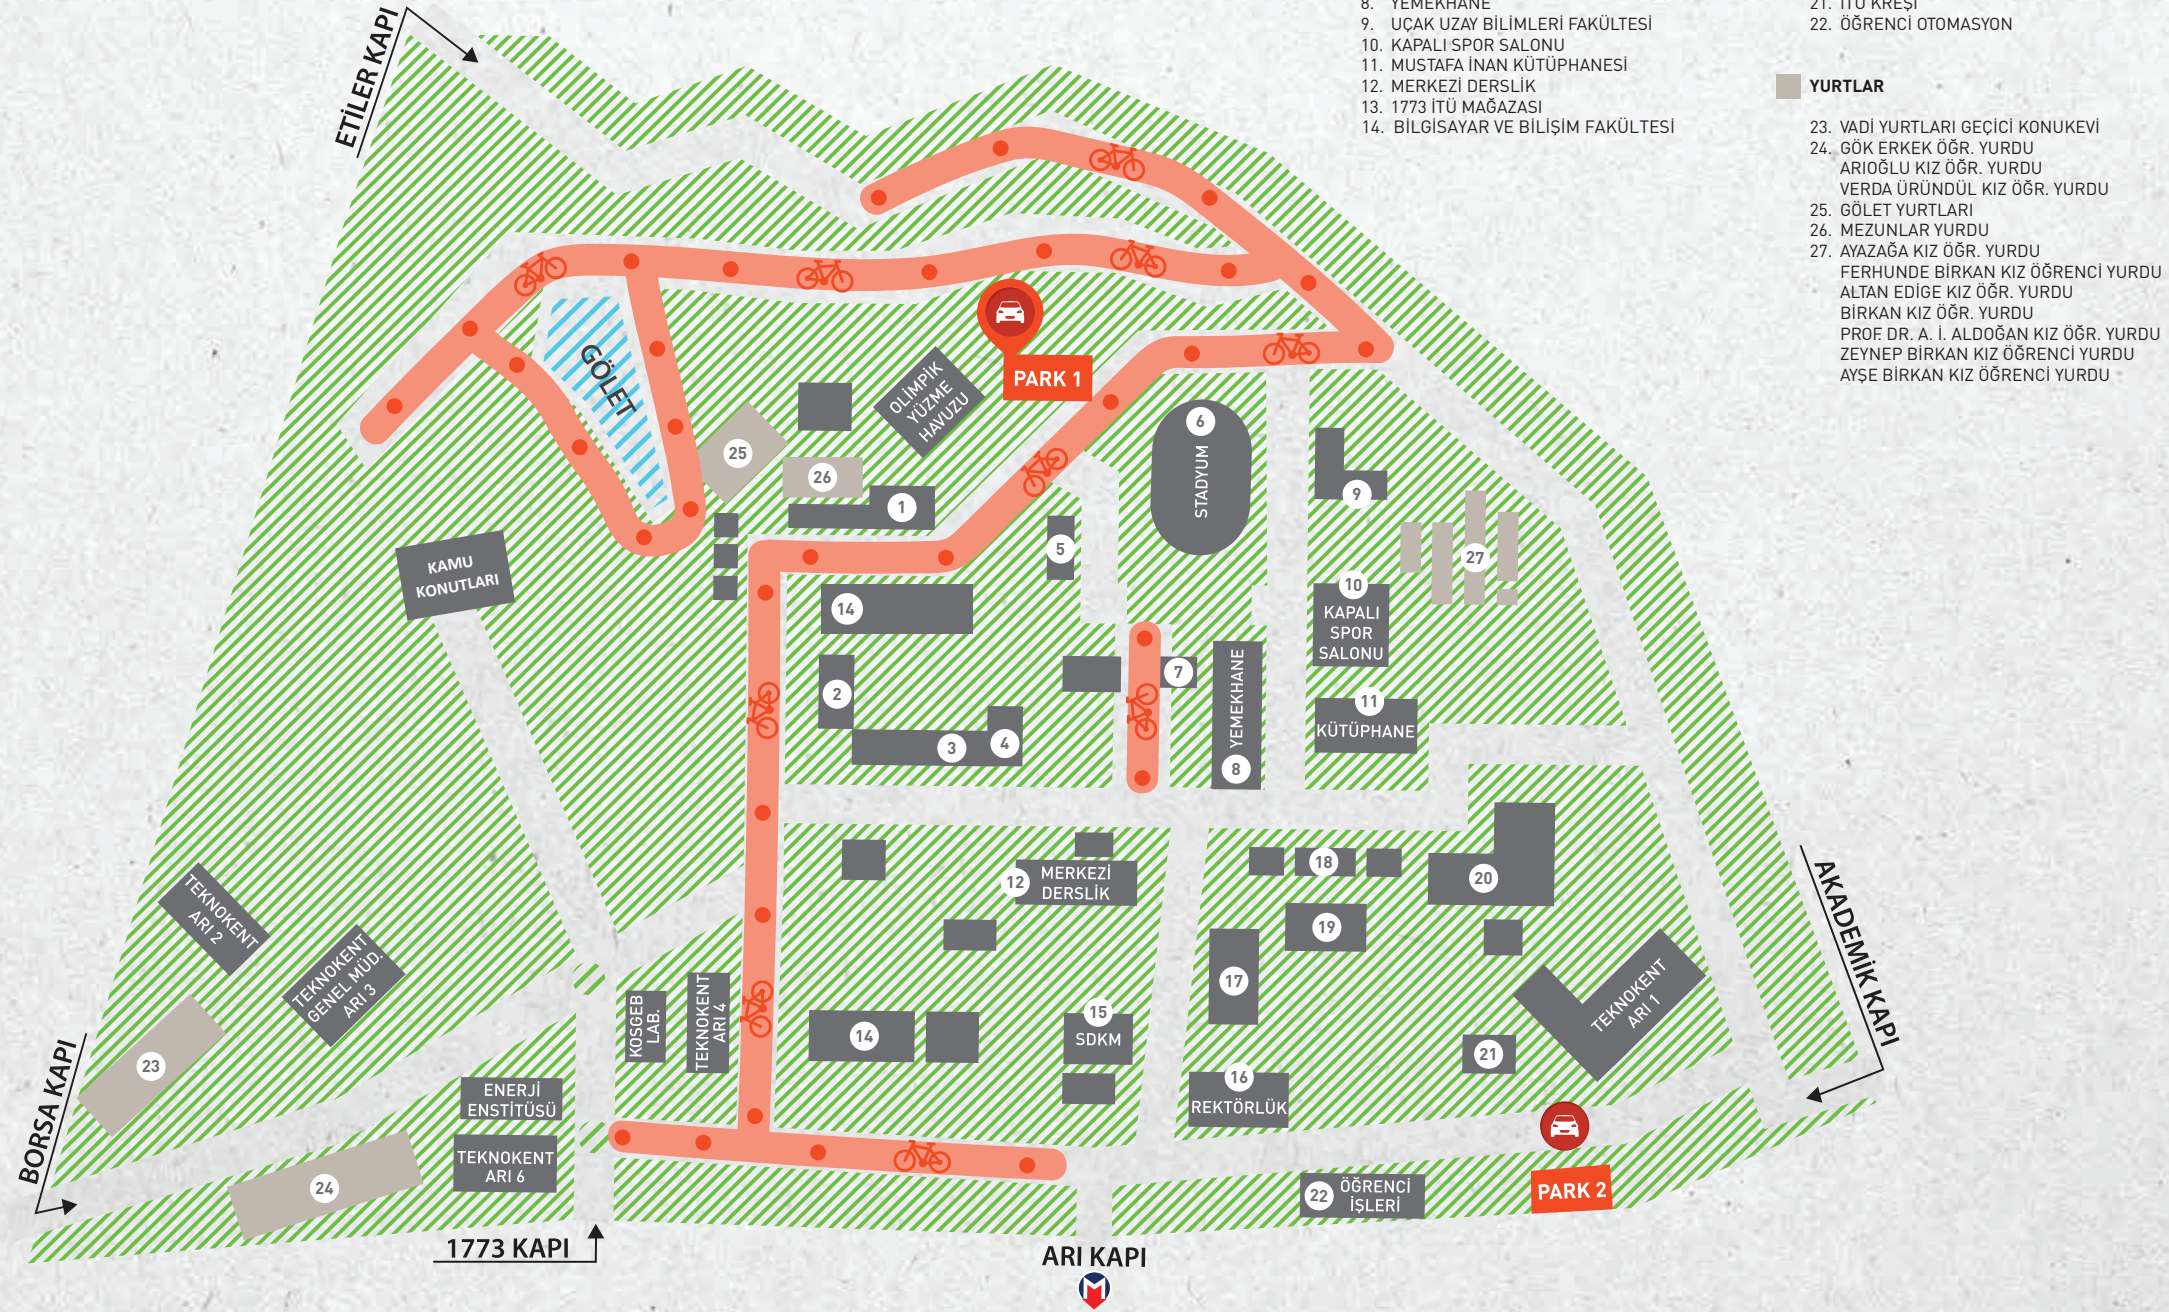 8. YEMEKHANE
9. UÇAK UZAY BİLİMLERİ FAKÜLTESİ
10. KAPALI SPOR SALONU
11. MUSTAFA İNAN KÜTÜPHANESİ
12. MERKEZİ DERSLİK
13. 1773 İTÜ MAĞAZASI
14. BİLGİSAYAR VE BİLİŞİM FAKÜLTESİ
21. İTÜ KREŞİ
22. ÖĞRENCİ OTOMASYON
YURTLAR
23. VADİ YURTLARI GEÇİCİ KONUKEVİ
24. GÖK ERKEK ÖĞR. YURDU
ARIOĞLU KIZ ÖĞR. YURDU
VERDA ÜRÜNDÜL KIZ ÖĞR. YURDU
25. GÖLET YURTLARI
26. MEZUNLAR YURDU
27. AYAZAĞA KIZ ÖĞR. YURDU
FERHUNDE BİRKAN KIZ ÖĞRENCİ YURDU
ALTAN EDİGE KIZ ÖĞR. YURDU
BİRKAN KIZ ÖĞR. YURDU
PROF. DR. A. İ. ALDOĞAN KIZ ÖĞR. YURDU
ZEYNEP BİRKAN KIZ ÖĞRENCİ YURDU
AYŞE BİRKAN KIZ ÖĞRENCİ YURDU
ETİLER KAPI
GÖLET
OLİMPİK
YÜZME
HAVUZU
PARK 1
25
26
1
6
STADYUM
9
5
27
KAMU
KONUTLARI
14
10
KAPALI
SPOR
SALONU
2
3
4
7
YEMEKHANE
8
11
KÜTÜPHANE
12
MERKEZİ
DERSLİK
18
20
19
17
TEKNOKENT
ARI 2
TEKNOKENT
GENEL MÜD.
ARI 3
KOSGEB
LAB.
TEKNOKENT
ARI 4
14
15
SDKM
TEKNOKENT
ARI 1
21
AKADEMİK KAPI
BORSA KAPI
23
ENERJİ
ENSTİTÜSÜ
16
REKTÖRLÜK
24
TEKNOKENT
ARI 6
22
ÖĞRENCİ
İŞLERİ
PARK 2
1773 KAPI
ARI KAPI
M